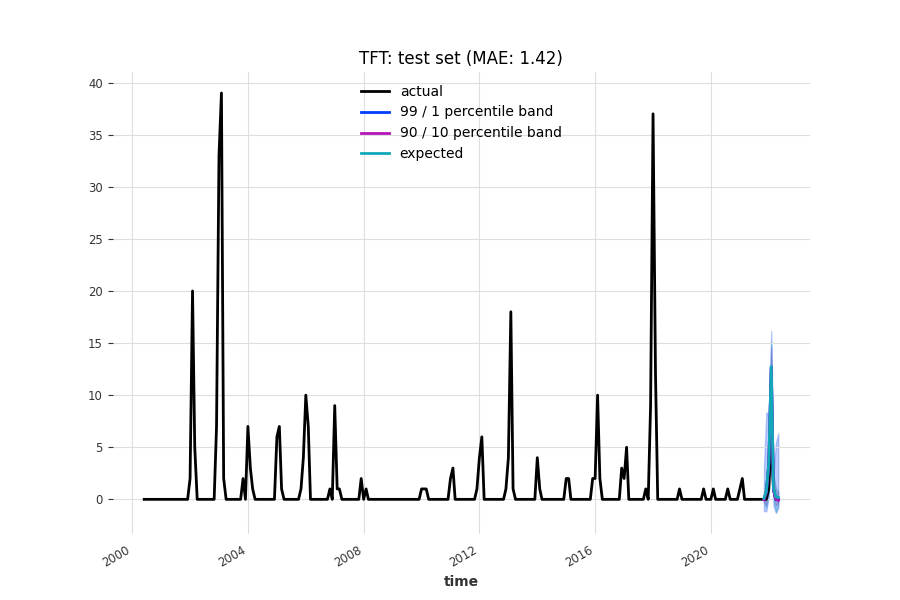 TFT: test set (MAE: 1.42)
actual
99 / 1 percentile band
90 / 10 percentile band
expected
40
35
30
25
20
15
10
5
0
2000
2004
2008
2012
2016
2020
time